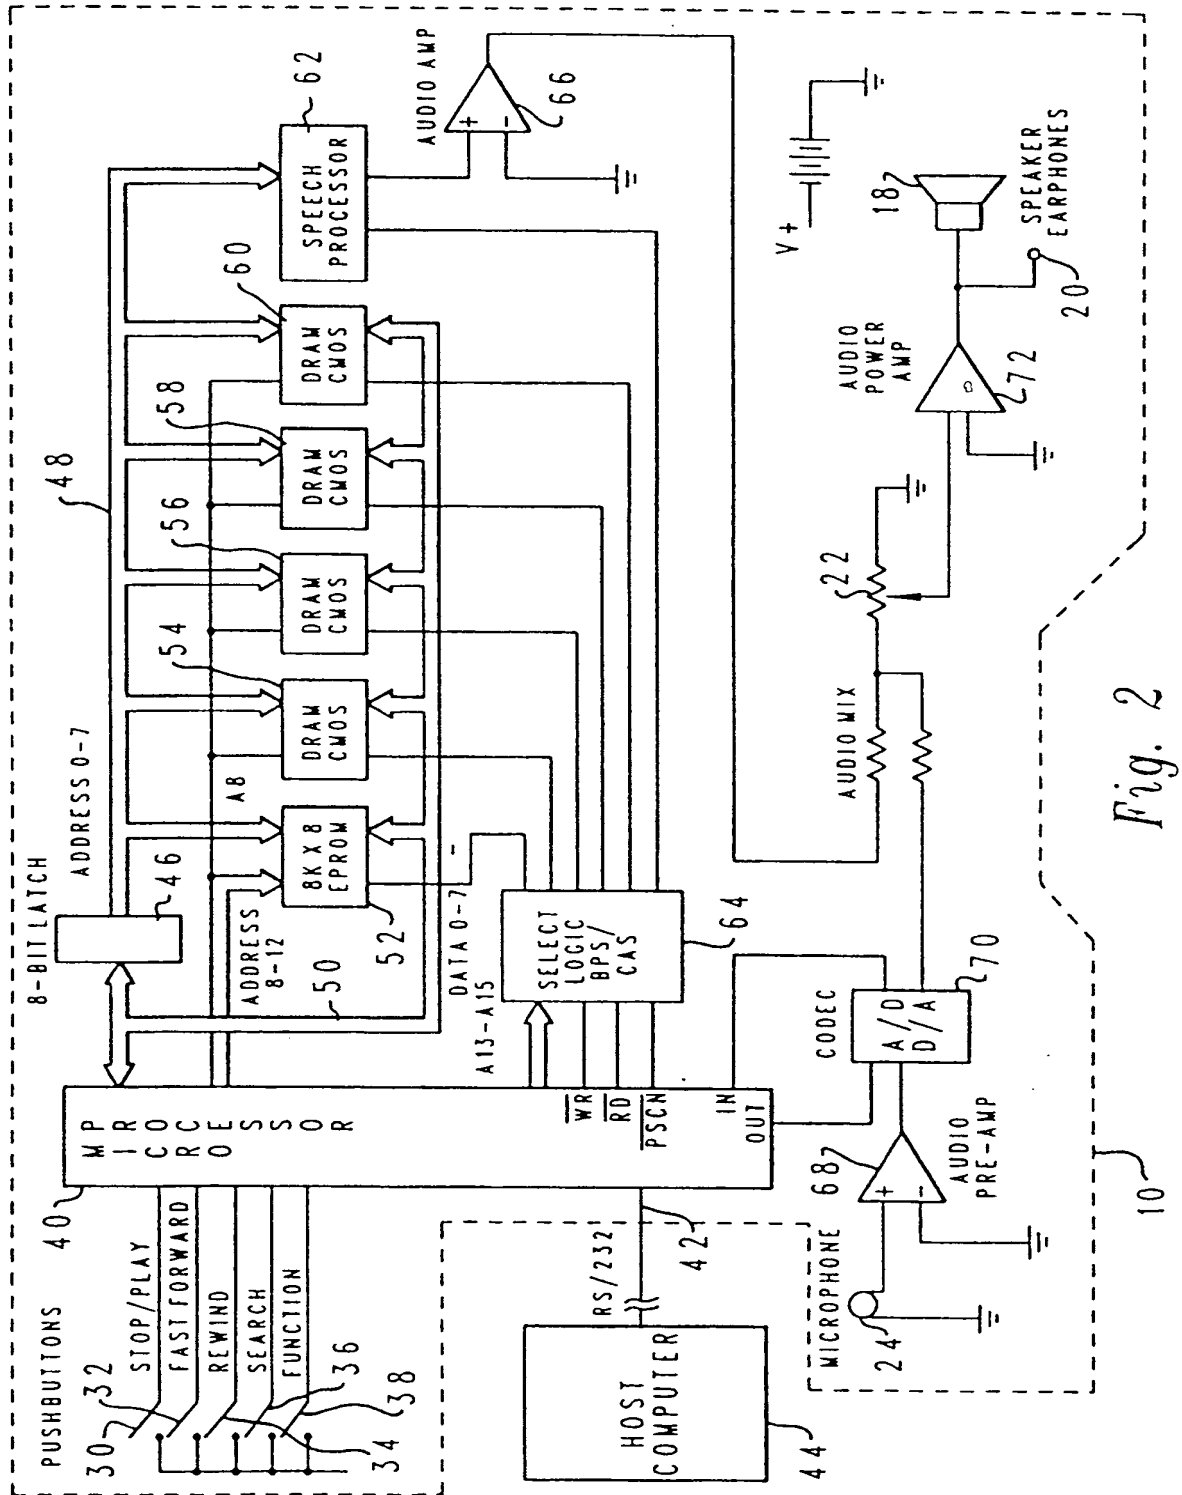 PUSHBUTTONS
30
32
STOP/PLAY
FAST FORWARD
REWIND
SEARCH
FUNCTION
34
36
38
40
MICRO
PROCESSOR
8-BIT LATCH
46
ADDRESS 0-7
48
ADDRESS
8-12
50
A8
8K X 8
EPROM
52
DRAM
CMOS
54
DRAM
CMOS
56
DRAM
CMOS
58
DRAM
CMOS
60
SPEECH
PROCESSOR
62
DATA 0-7
A13-A15
WR
RD
PSCN
IN
OUT
SELECT
LOGIC
BPS/
CAS
64
AUDIO AMP
+
-
66
HOST
COMPUTER
44
RS/232
42
MICROPHONE
24
68
+
-
AUDIO
PRE-AMP
CODEC
A/D
D/A
70
AUDIO MIX
22
AUDIO
POWER
AMP
72
V+
18
20
SPEAKER
EARPHONES
10
Fig. 2